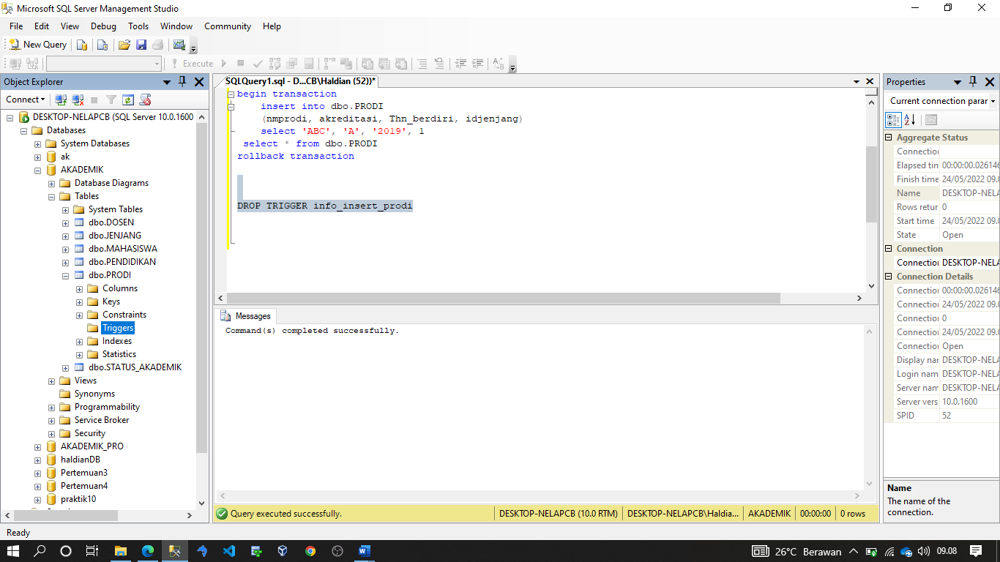 Microsoft SQL Server Management Studio
File Edit View Debug Tools Window Community Help
New Query
Execute
Object Explorer
Connect
DESKTOP-NELAPCB (SQL Server 10.0.1600
Databases
System Databases
ak
AKADEMIK
Database Diagrams
Tables
System Tables
dbo.DOSEN
dbo.JENJANG
dbo.MAHASISWA
dbo.PENDIDIKAN
dbo.PRODI
Columns
Keys
Constraints
Triggers
Indexes
Statistics
dbo.STATUS_AKADEMIK
Views
Synonyms
Programmability
Service Broker
Security
AKADEMIK_PRO
haldianDB
Pertemuan3
Pertemuan4
praktik10
SQLQuery1.sql - D...CB\Haldian (52))*
begin transaction
insert into dbo.PRODI
(nmprodi, akreditasi, Thn_berdiri, idjenjang)
select 'ABC', 'A', '2019', 1
select * from dbo.PRODI
rollback transaction
DROP TRIGGER info_insert_prodi
Messages
Command(s) completed successfully.
Query executed successfully. DESKTOP-NELAPCB (10.0 RTM) DESKTOP-NELAPCB\Haldia... AKADEMIK 00:00:00 0 rows
Properties
Current connection parar
Aggregate Status
Connection
Elapsed tim 00:00:00.026146
Finish time 24/05/2022 09.0
Name DESKTOP-NELA
Rows retur 0
Start time 24/05/2022 09.0
State Open
Connection
Connection DESKTOP-NELA
Connection Details
Connection 00:00:00.026146
Connection 24/05/2022 09.0
Connection 0
Connection 24/05/2022 09.0
Connection Open
Display nar DESKTOP-NELA
Login nam DESKTOP-NELA
Server nam DESKTOP-NELA
Server vers 10.0.1600
SPID 52
Name
The name of the
connection.
Ready
26°C Berawan 09.08